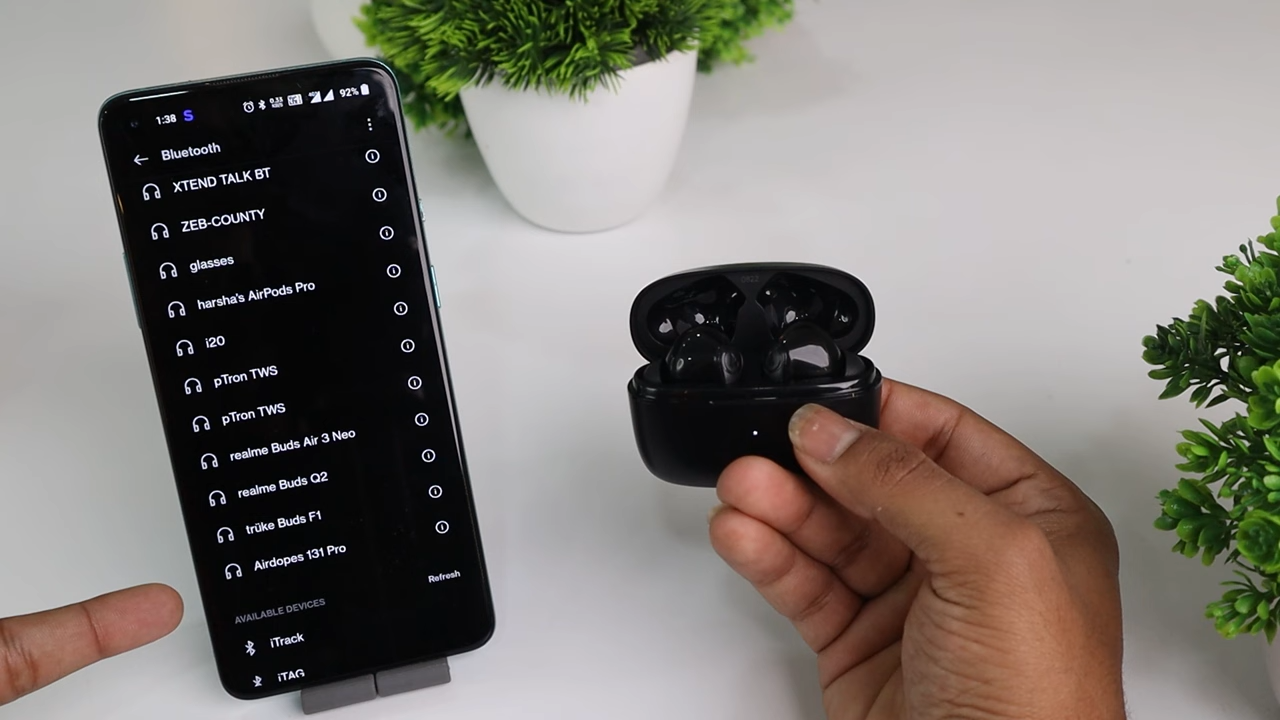 1:38 S 92%
Bluetooth
XTEND TALK BT
ZEB-COUNTY
glasses
harsha's AirPods Pro
i20
pTron TWS
pTron TWS
realme Buds Air 3 Neo
realme Buds Q2
trüke Buds F1
Airdopes 131 Pro
Refresh
AVAILABLE DEVICES
iTrack
iTAG